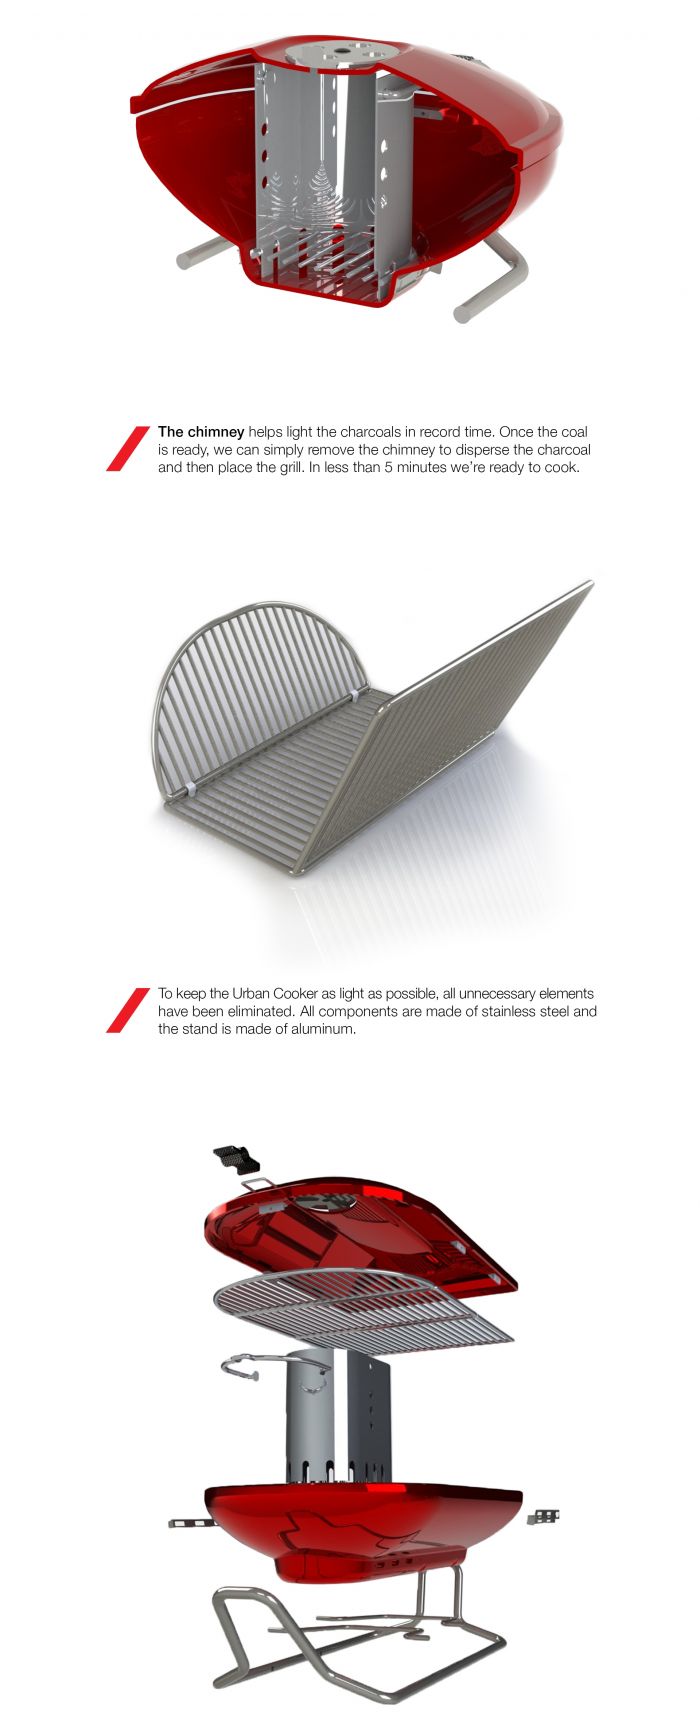 The chimney helps light the charcoals in record time. Once the coal
is ready, we can simply remove the chimney to disperse the charcoal
and then place the grill. In less than 5 minutes we're ready to cook.
To keep the Urban Cooker as light as possible, all unnecessary elements
have been eliminated. All components are made of stainless steel and
the stand is made of aluminum.